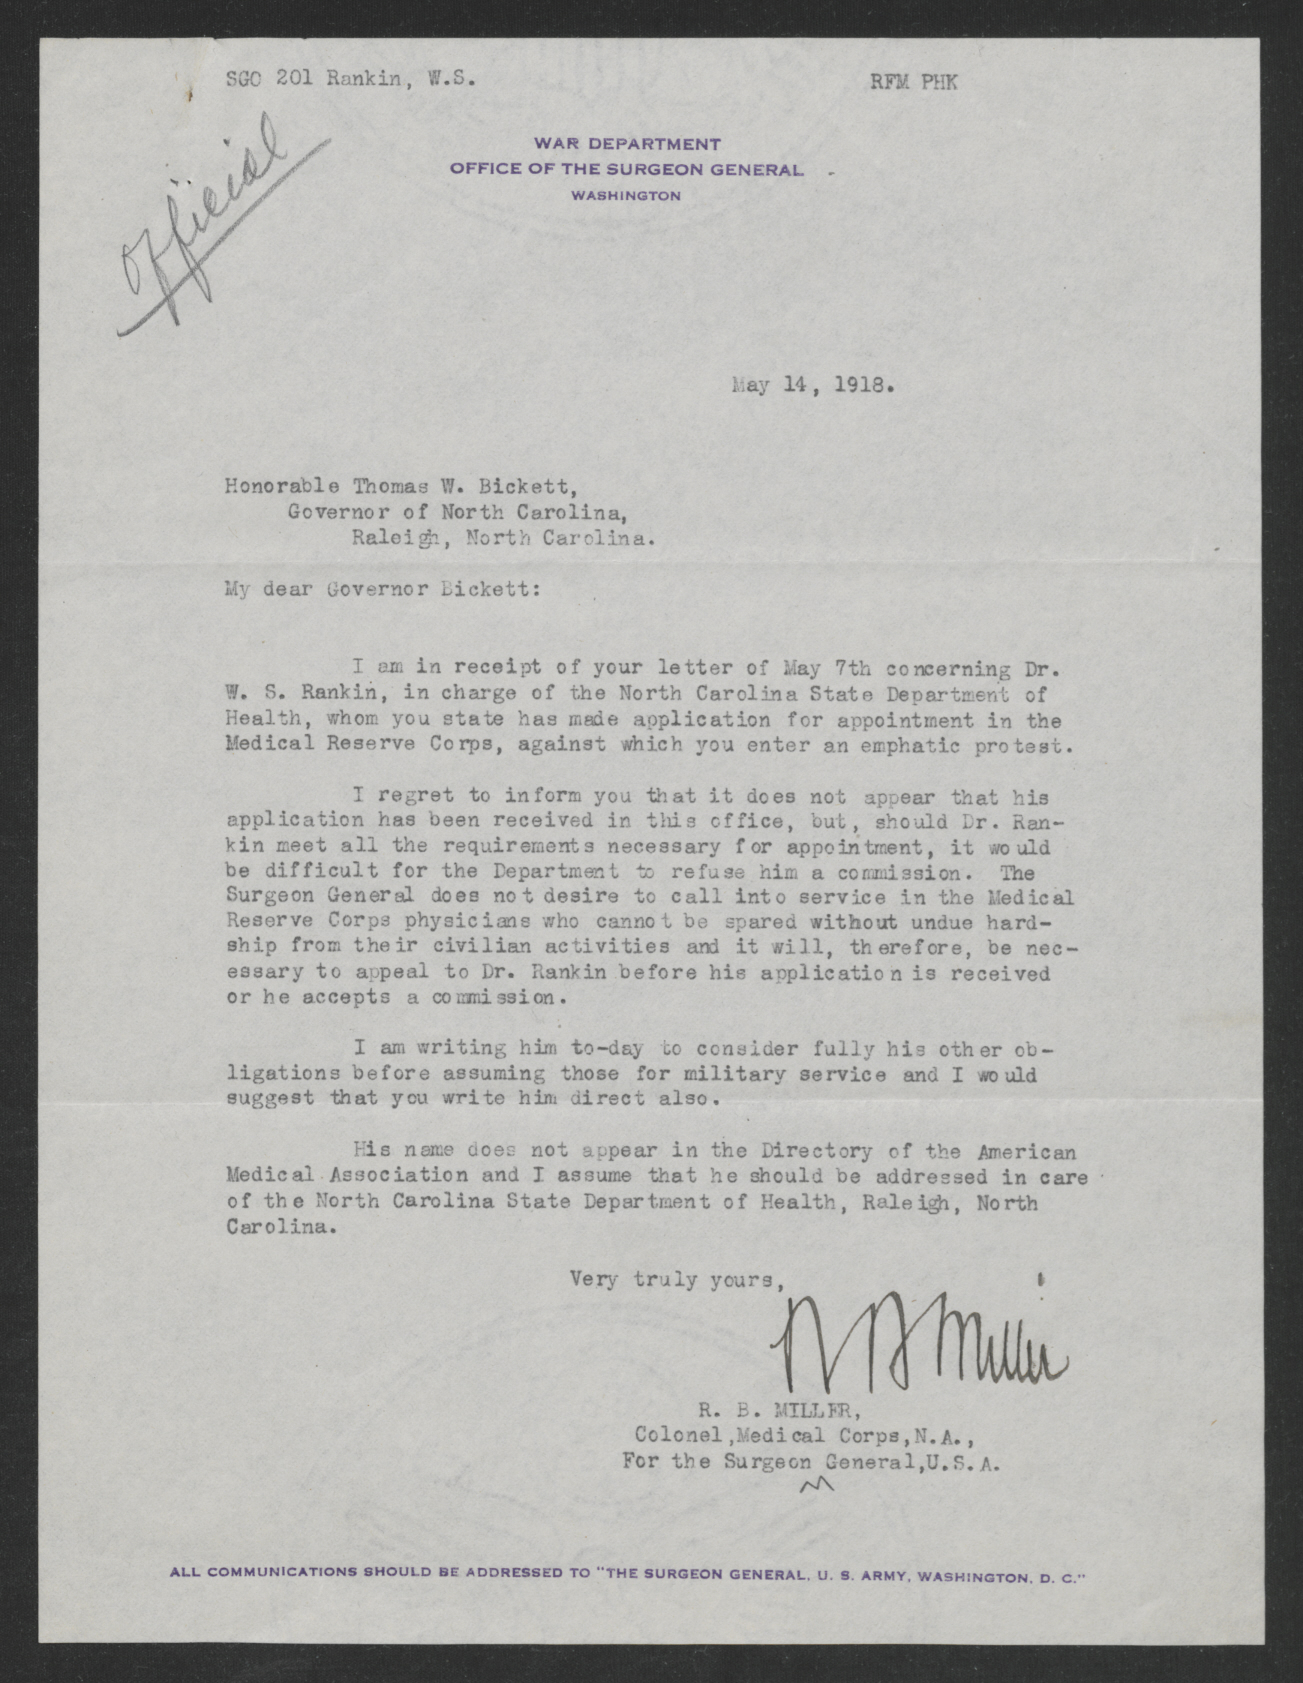 SGO 201 Rankin, W.S. RFM PHK
Official
WAR DEPARTMENT
OFFICE OF THE SURGEON GENERAL
WASHINGTON
May 14, 1918.
Honorable Thomas W. Bickett,
Governor of North Carolina,
Raleigh, North Carolina.
My dear Governor Bickett:
I am in receipt of your letter of May 7th concerning Dr.
W. S. Rankin, in charge of the North Carolina State Department of
Health, whom you state has made application for appointment in the
Medical Reserve Corps, against which you enter an emphatic protest.
I regret to inform you that it does not appear that his
application has been received in this office, but, should Dr. Ran-
kin meet all the requirements necessary for appointment, it would
be difficult for the Department to refuse him a commission. The
Surgeon General does not desire to call into service in the Medical
Reserve Corps physicians who cannot be spared without undue hard-
ship from their civilian activities and it will, therefore, be nec-
essary to appeal to Dr. Rankin before his application is received
or he accepts a commission.
I am writing him to-day to consider fully his other ob-
ligations before assuming those for military service and I would
suggest that you write him direct also.
His name does not appear in the Directory of the American
Medical Association and I assume that he should be addressed in care
of the North Carolina State Department of Health, Raleigh, North
Carolina.
Very truly yours,
R B Miller
R. B. MILLER,
Colonel,Medical Corps,N.A.,
For the Surgeon General,U.S.A.
ALL COMMUNICATIONS SHOULD BE ADDRESSED TO "THE SURGEON GENERAL, U. S. ARMY, WASHINGTON, D. C."